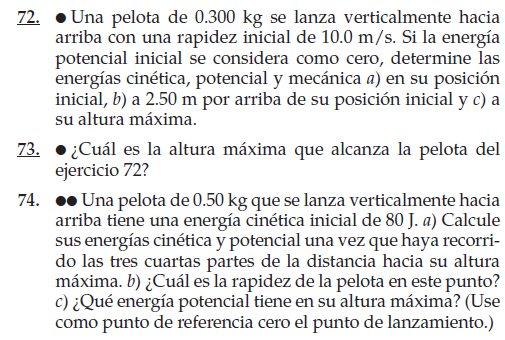 72. ● Una pelota de 0.300 kg se lanza verticalmente hacia
arriba con una rapidez inicial de 10.0 m/s. Si la energía
potencial inicial se considera como cero, determine las
energías cinética, potencial y mecánica a) en su posición
inicial, b) a 2.50 m por arriba de su posición inicial y c) a
su altura máxima.
73. ● ¿Cuál es la altura máxima que alcanza la pelota del
ejercicio 72?
74. ●● Una pelota de 0.50 kg que se lanza verticalmente hacia
arriba tiene una energía cinética inicial de 80 J. a) Calcule
sus energías cinética y potencial una vez que haya recorri-
do las tres cuartas partes de la distancia hacia su altura
máxima. b) ¿Cuál es la rapidez de la pelota en este punto?
c) ¿Qué energía potencial tiene en su altura máxima? (Use
como punto de referencia cero el punto de lanzamiento.)